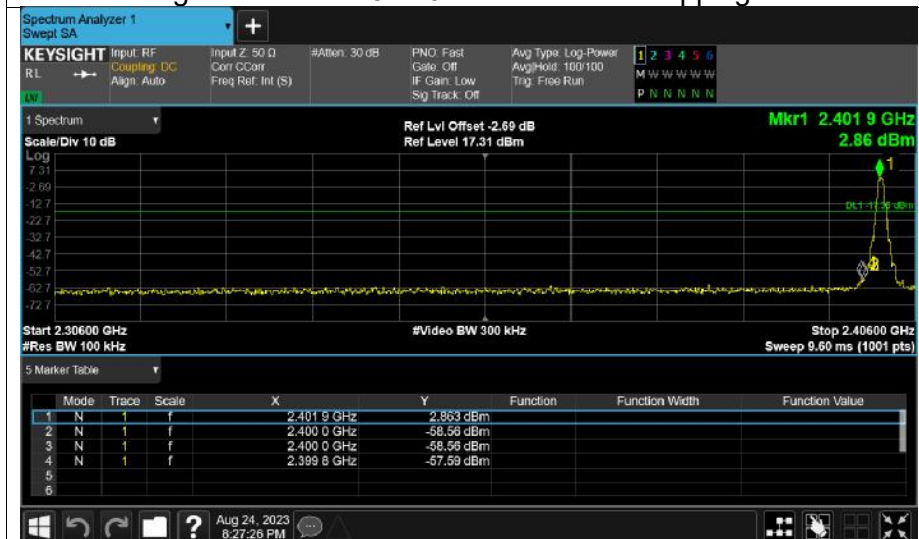 Spectrum Analyzer 1
Swept SA
+
KEYSIGHT Input: RF Input Z: 50 Ω #Atten: 30 dB PNO: Fast Avg Type: Log-Power 1 2 3 4 5 6
RL Coupling: DC Corr CCorr Gate: Off Avg|Hold: 100/100 M W W W W W
Align: Auto Freq Ref: Int (S) IF Gain: Low Trig: Free Run P N N N N N
Sig Track: Off
1 Spectrum Ref Lvl Offset -2.69 dB Mkr1 2.401 9 GHz
Scale/Div 10 dB Ref Level 17.31 dBm 2.86 dBm
Log
1
7.31
-2.69
-12.7
-22.7
-32.7
-42.7
-52.7
-62.7
-72.7
Start 2.30600 GHz #Video BW 300 kHz Stop 2.40600 GHz
#Res BW 100 kHz Sweep 9.60 ms (1001 pts)
5 Marker Table
Mode Trace Scale X Y Function Function Width Function Value
1 N 1 f 2.401 9 GHz 2.863 dBm
2 N 1 f 2.400 0 GHz -58.56 dBm
3 N 1 f 2.400 0 GHz -58.56 dBm
4 N 1 f 2.399 8 GHz -57.59 dBm
5
6
? Aug 24, 2023
8:27:26 PM